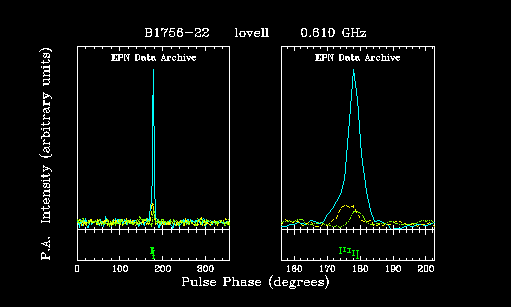 B1756-22 lovell 0.610 GHz
EPN Data Archive EPN Data Archive
P.A. Intensity (arbitrary units)
0 100 200 300 160 170 180 190 200
Pulse Phase (degrees)